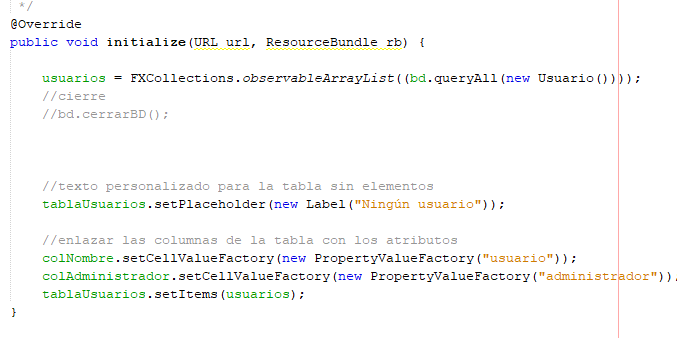 */
@Override
public void initialize(URL url, ResourceBundle rb) {
usuarios = FXCollections.observableArrayList((bd.queryAll(new Usuario())));
//cierre
//bd.cerrarBD();
//texto personalizado para la tabla sin elementos
tablaUsuarios.setPlaceholder(new Label("Ningún usuario"));
//enlazar las columnas de la tabla con los atributos
colNombre.setCellValueFactory(new PropertyValueFactory("usuario"));
colAdministrador.setCellValueFactory(new PropertyValueFactory("administrador"));
tablaUsuarios.setItems(usuarios);
}